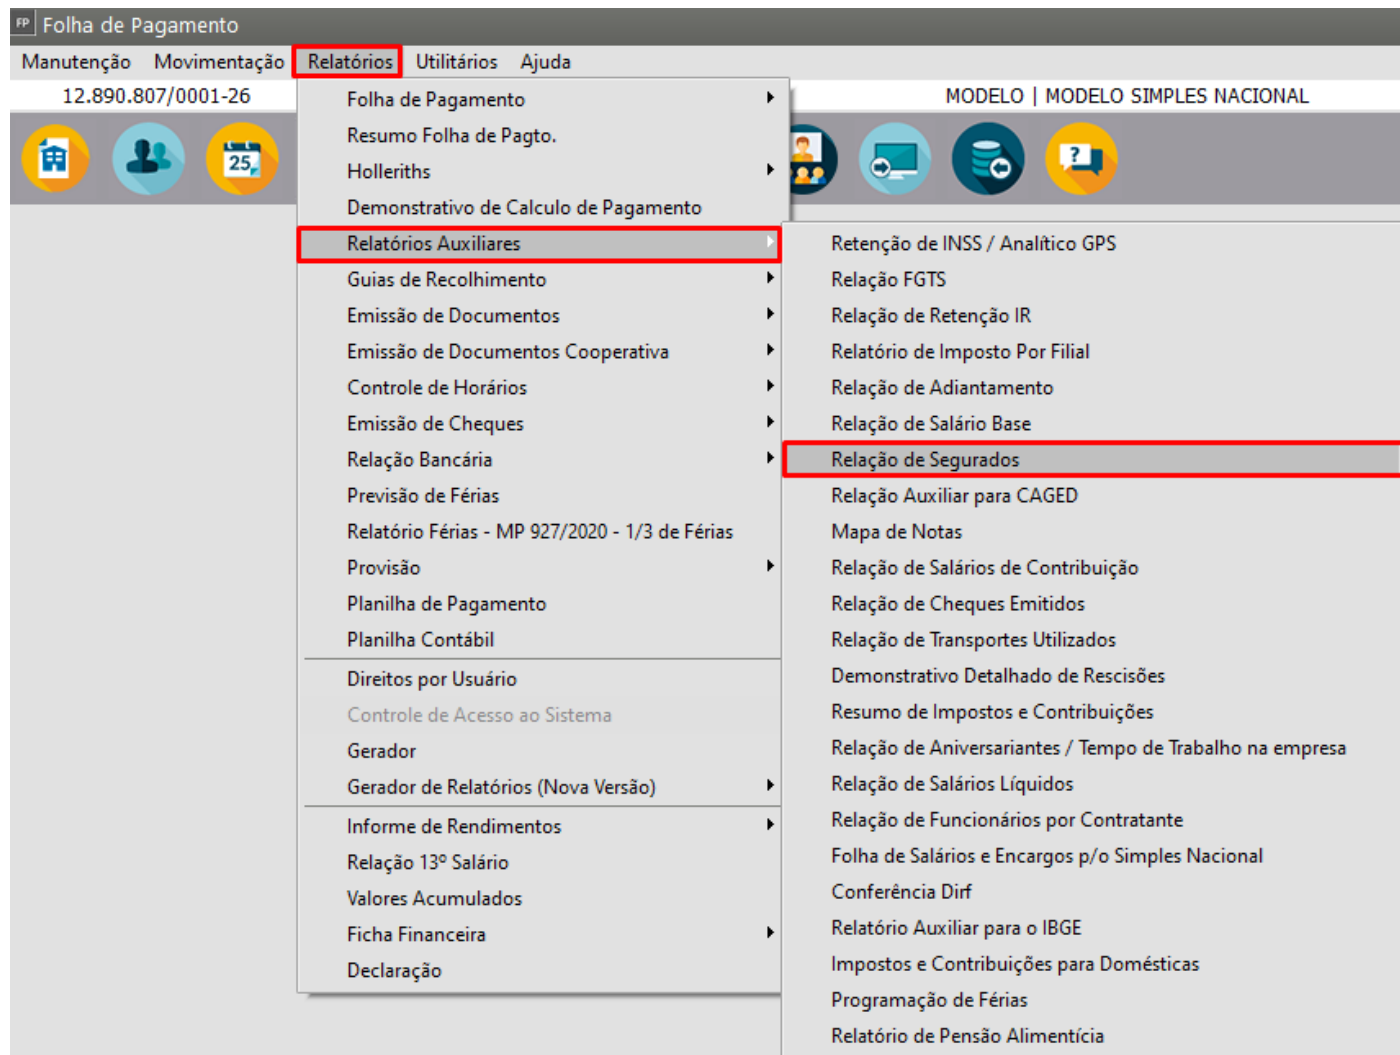 FP Folha de Pagamento
Manutenção Movimentação Relatórios Utilitários Ajuda
12.890.807/0001-26 MODELO | MODELO SIMPLES NACIONAL
25
?
Folha de Pagamento
Resumo Folha de Pagto.
Holleriths
Demonstrativo de Calculo de Pagamento
Relatórios Auxiliares
Guias de Recolhimento
Emissão de Documentos
Emissão de Documentos Cooperativa
Controle de Horários
Emissão de Cheques
Relação Bancária
Previsão de Férias
Relatório Férias - MP 927/2020 - 1/3 de Férias
Provisão
Planilha de Pagamento
Planilha Contábil
Direitos por Usuário
Controle de Acesso ao Sistema
Gerador
Gerador de Relatórios (Nova Versão)
Informe de Rendimentos
Relação 13º Salário
Valores Acumulados
Ficha Financeira
Declaração
Retenção de INSS / Analítico GPS
Relação FGTS
Relação de Retenção IR
Relatório de Imposto Por Filial
Relação de Adiantamento
Relação de Salário Base
Relação de Segurados
Relação Auxiliar para CAGED
Mapa de Notas
Relação de Salários de Contribuição
Relação de Cheques Emitidos
Relação de Transportes Utilizados
Demonstrativo Detalhado de Rescisões
Resumo de Impostos e Contribuições
Relação de Aniversariantes / Tempo de Trabalho na empresa
Relação de Salários Líquidos
Relação de Funcionários por Contratante
Folha de Salários e Encargos p/o Simples Nacional
Conferência Dirf
Relatório Auxiliar para o IBGE
Impostos e Contribuições para Domésticas
Programação de Férias
Relatório de Pensão Alimentícia